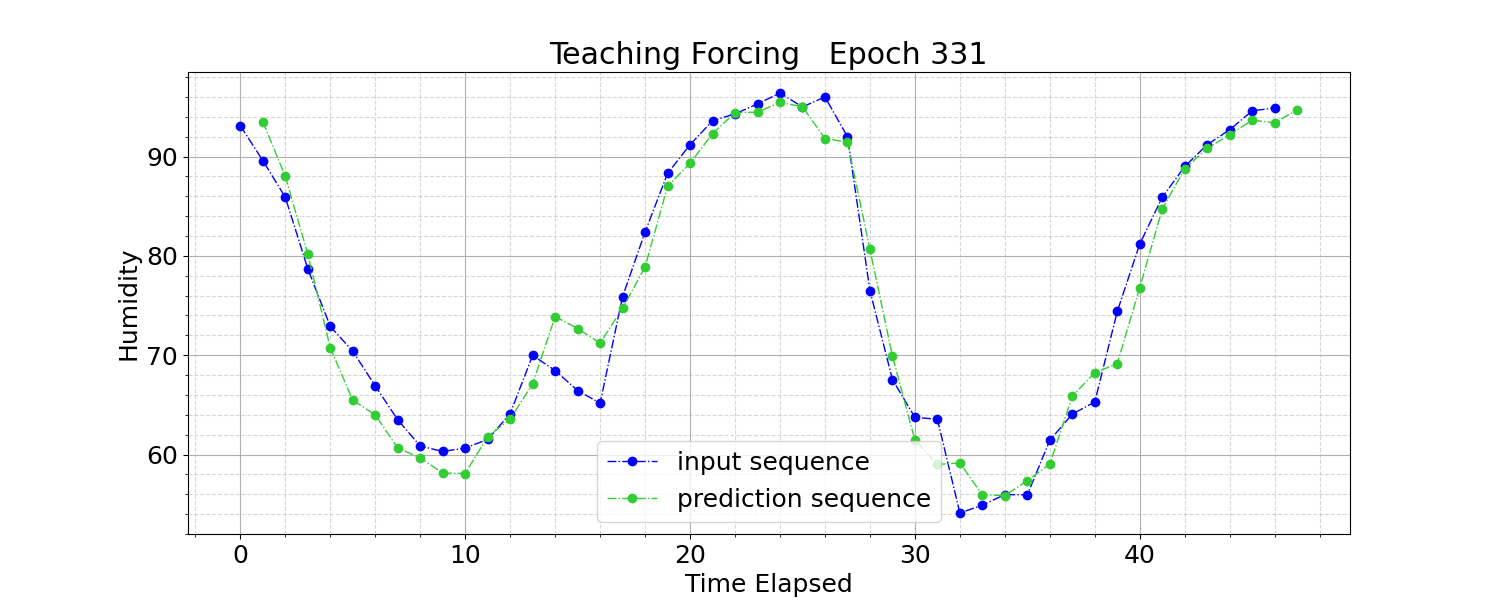 Teaching Forcing   Epoch 331
Humidity
90
80
70
60
input sequence
prediction sequence
0 10 20 30 40
Time Elapsed